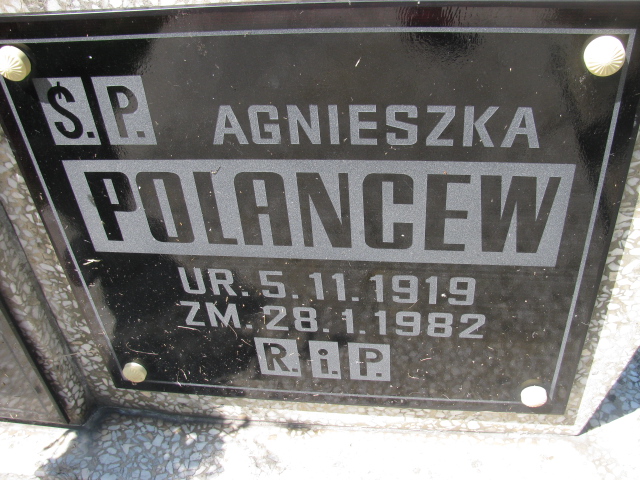 Ś.P. AGNIESZKA
POLANCEW
UR. 5.11.1919
ZM. 28.1.1982
R.i.P.